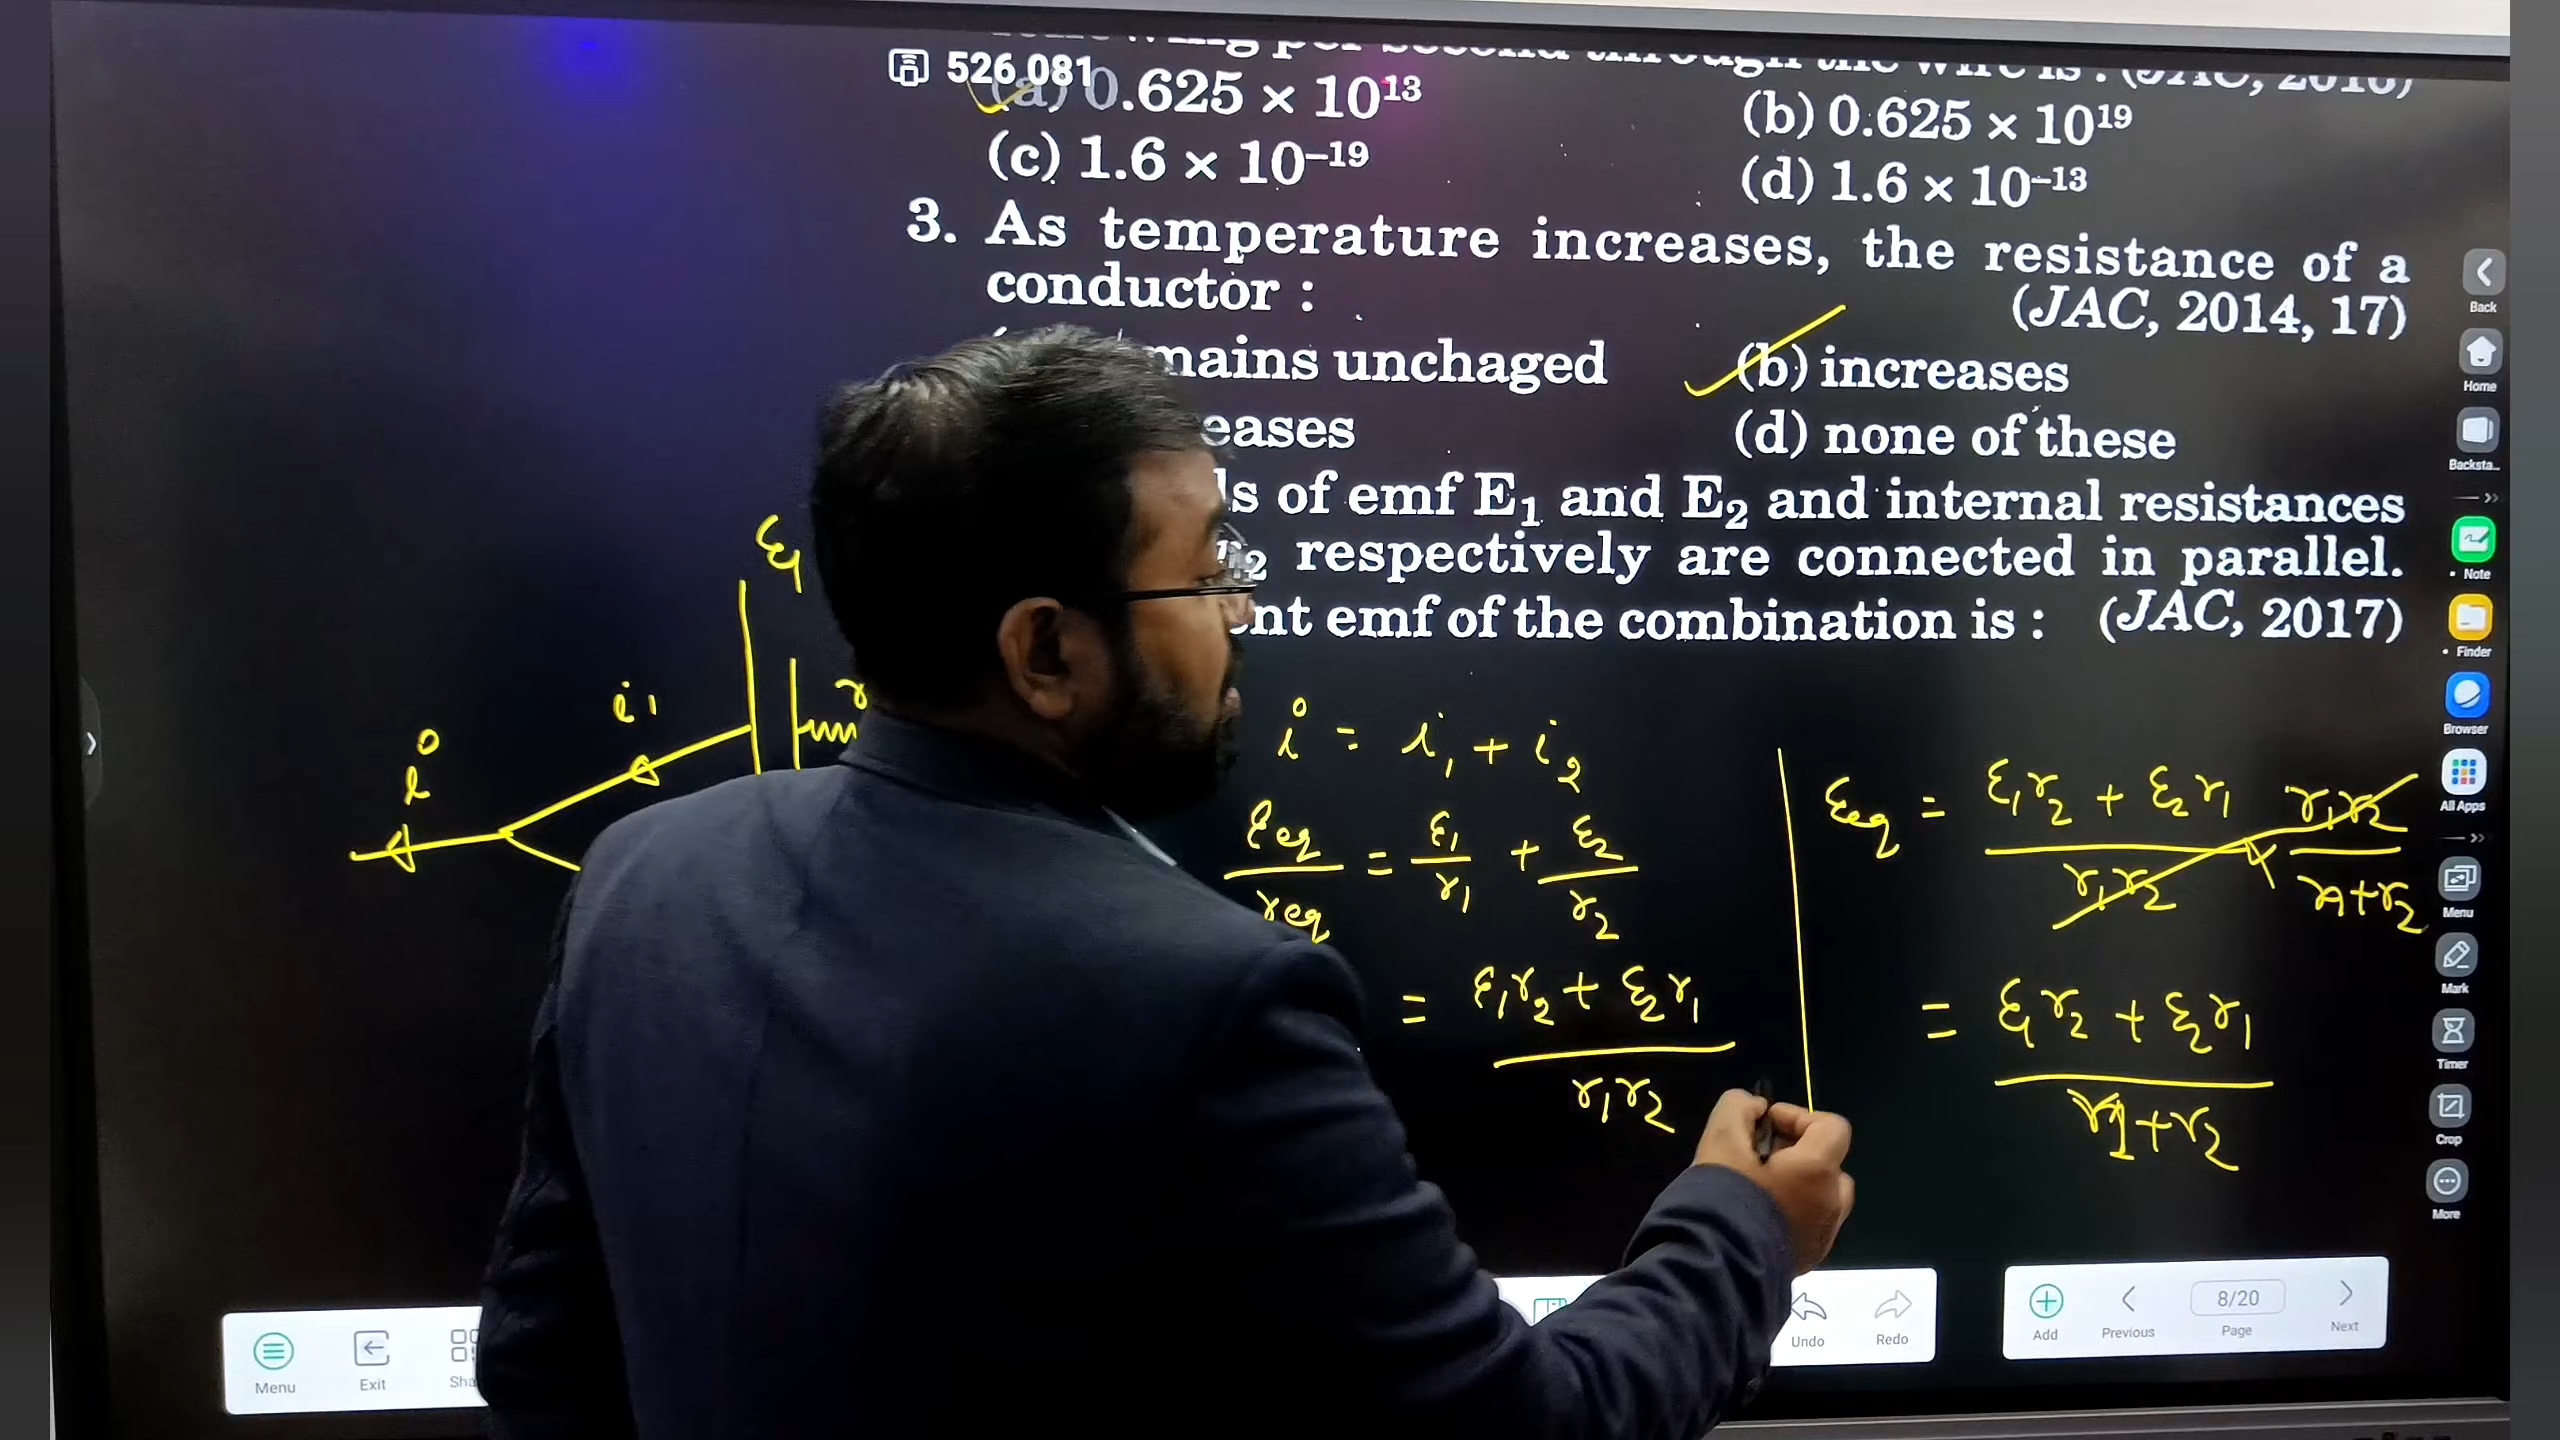 526 081
(a) 0.625 × 10¹³ (b) 0.625 × 10¹⁹
(c) 1.6 × 10⁻¹⁹ (d) 1.6 × 10⁻¹³
3. As temperature increases, the resistance of a
conductor : (JAC, 2014, 17)
unchaged (b) increases
(d) none of these
of emf E₁ and E₂ and internal resistances
respectively are connected in parallel.
emf of the combination is : (JAC, 2017)
ε₁
i₁
i
i = i₁ + i₂
εeq/req = ε₁/r₁ + ε₂/r₂
= (ε₁r₂ + ε₂r₁)/(r₁r₂)
εeq = (ε₁r₂ + ε₂r₁)/(r₁r₂) × (r₁r₂)/(r₁+r₂)
= (ε₁r₂ + ε₂r₁)/(r₁+r₂)
Back
Home
Backsta...
Note
Finder
Browser
All Apps
Menu
Mark
Timer
Crop
More
Menu Exit
Undo Redo
Add Previous 8/20 Page Next